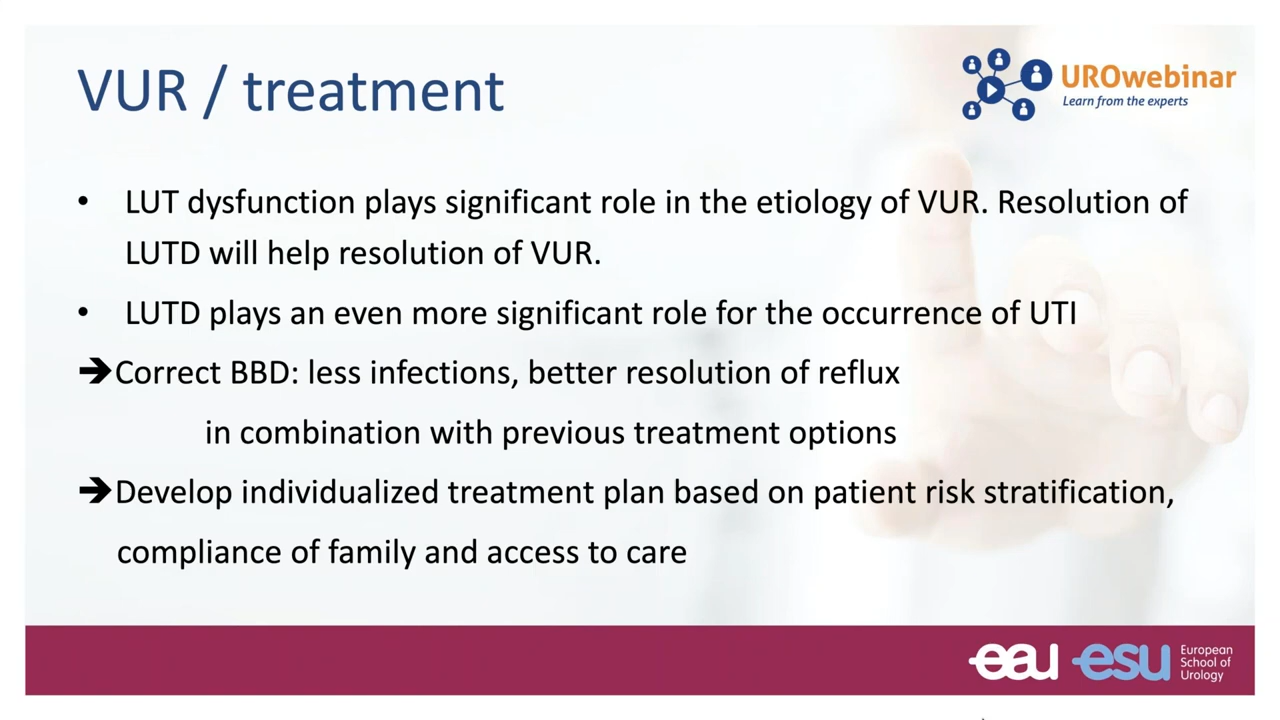 VUR / treatment
UROwebinar
Learn from the experts
• LUT dysfunction plays significant role in the etiology of VUR. Resolution of
LUTD will help resolution of VUR.
• LUTD plays an even more significant role for the occurrence of UTI
➔Correct BBD: less infections, better resolution of reflux
in combination with previous treatment options
➔Develop individualized treatment plan based on patient risk stratification,
compliance of family and access to care
eau esu
European
School of
Urology